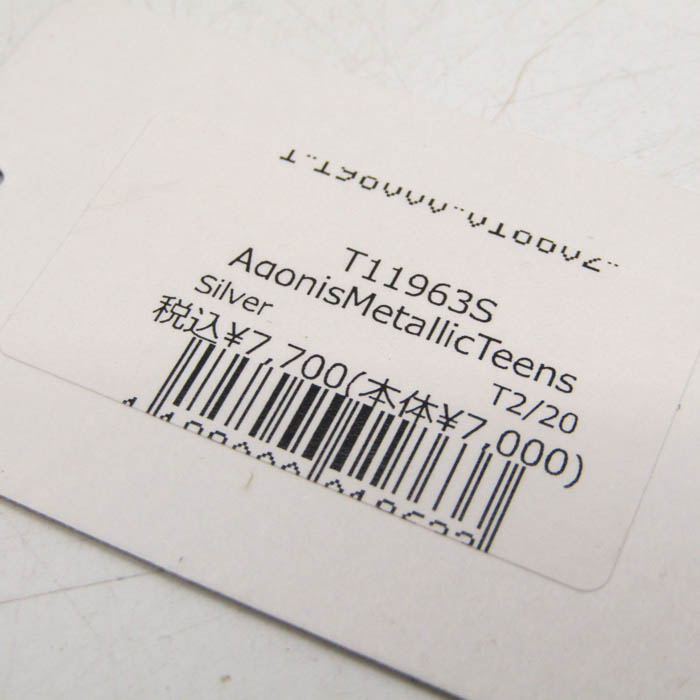 T11963S
AgonisMetallicTeens
Silver
T2/20
税込¥7,700(本体¥7,000)